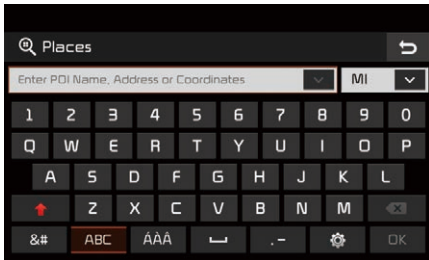 Places
Enter POI Name, Address or Coordinates MI
1 2 3 4 5 6 7 8 9 0
Q W E R T Y U I O P
A S D F G H J K L
Z X C V B N M
&# ABC ÁÀÂ .- OK